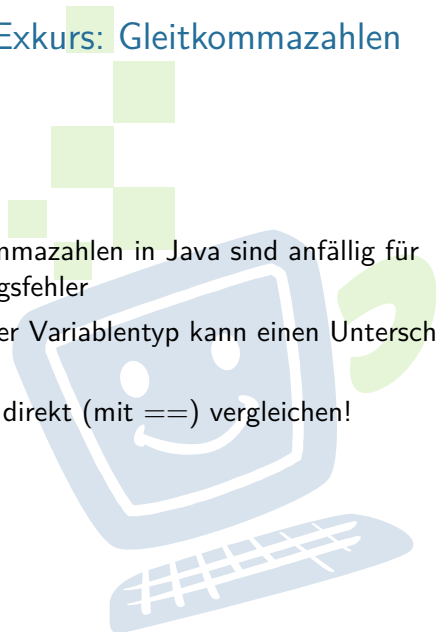 Exkurs: Gleitkommazahlen
mmazahlen in Java sind anfällig für
gsfehler
er Variablentyp kann einen Untersch
direkt (mit ==) vergleichen!